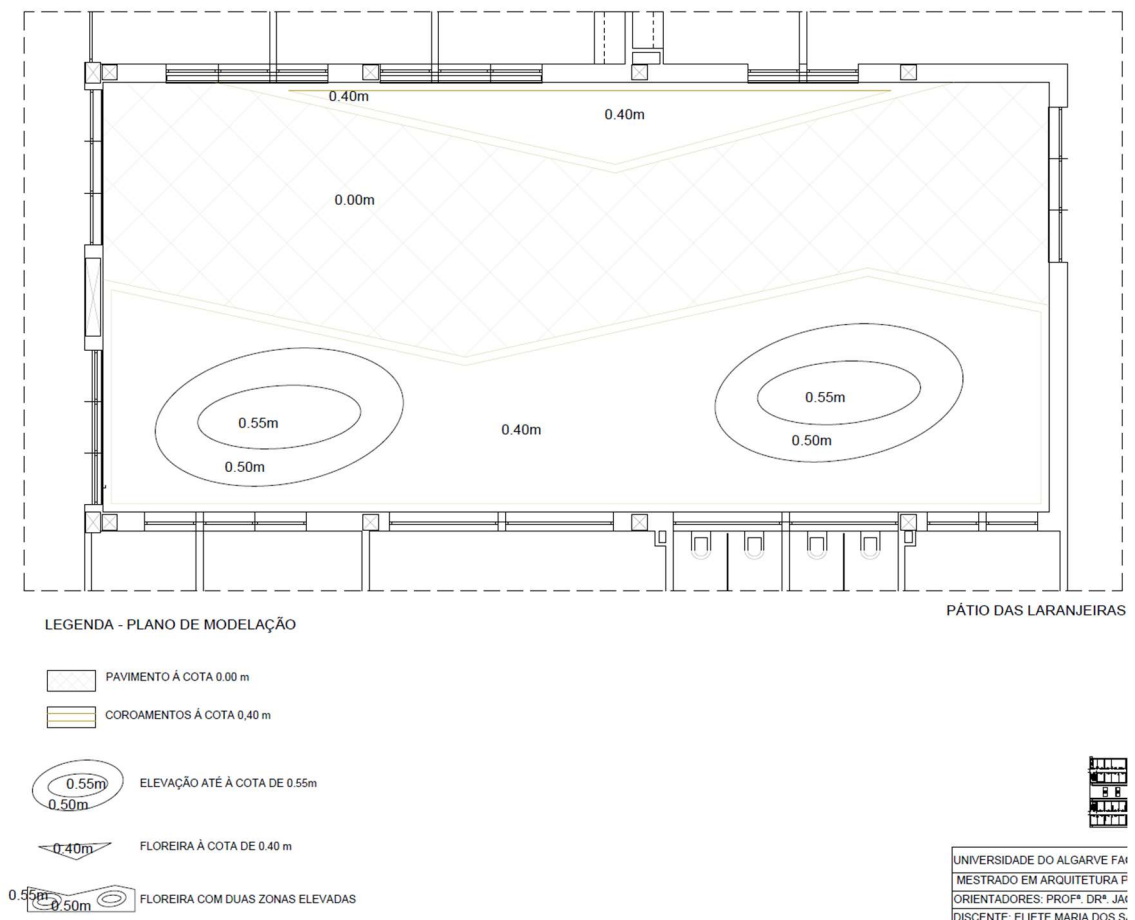 0.40m
0.40m
0.00m
0.55m
0.50m
0.40m
0.55m
0.50m
PÁTIO DAS LARANJEIRAS
LEGENDA - PLANO DE MODELAÇÃO
PAVIMENTO Á COTA 0.00 m
COROAMENTOS Á COTA 0,40 m
0.55m
0.50m
ELEVAÇÃO ATÉ À COTA DE 0.55m
0.40m
FLOREIRA À COTA DE 0.40 m
0.55m
0.50m
FLOREIRA COM DUAS ZONAS ELEVADAS
UNIVERSIDADE DO ALGARVE
MESTRADO EM ARQUITETURA
ORIENTADORES: PROFª. DRª.
DISCENTE: ELIETE MARIA DOS